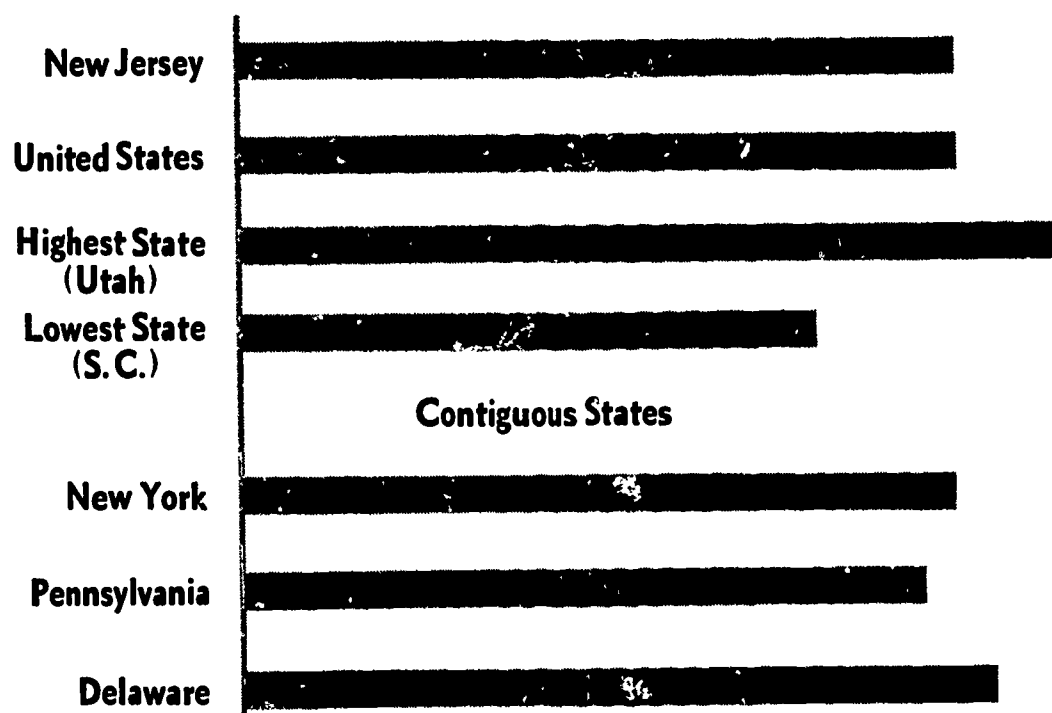 New Jersey
United States
Highest State
(Utah)
Lowest State
(S.C.)
Contiguous States
New York
Pennsylvania
Delaware